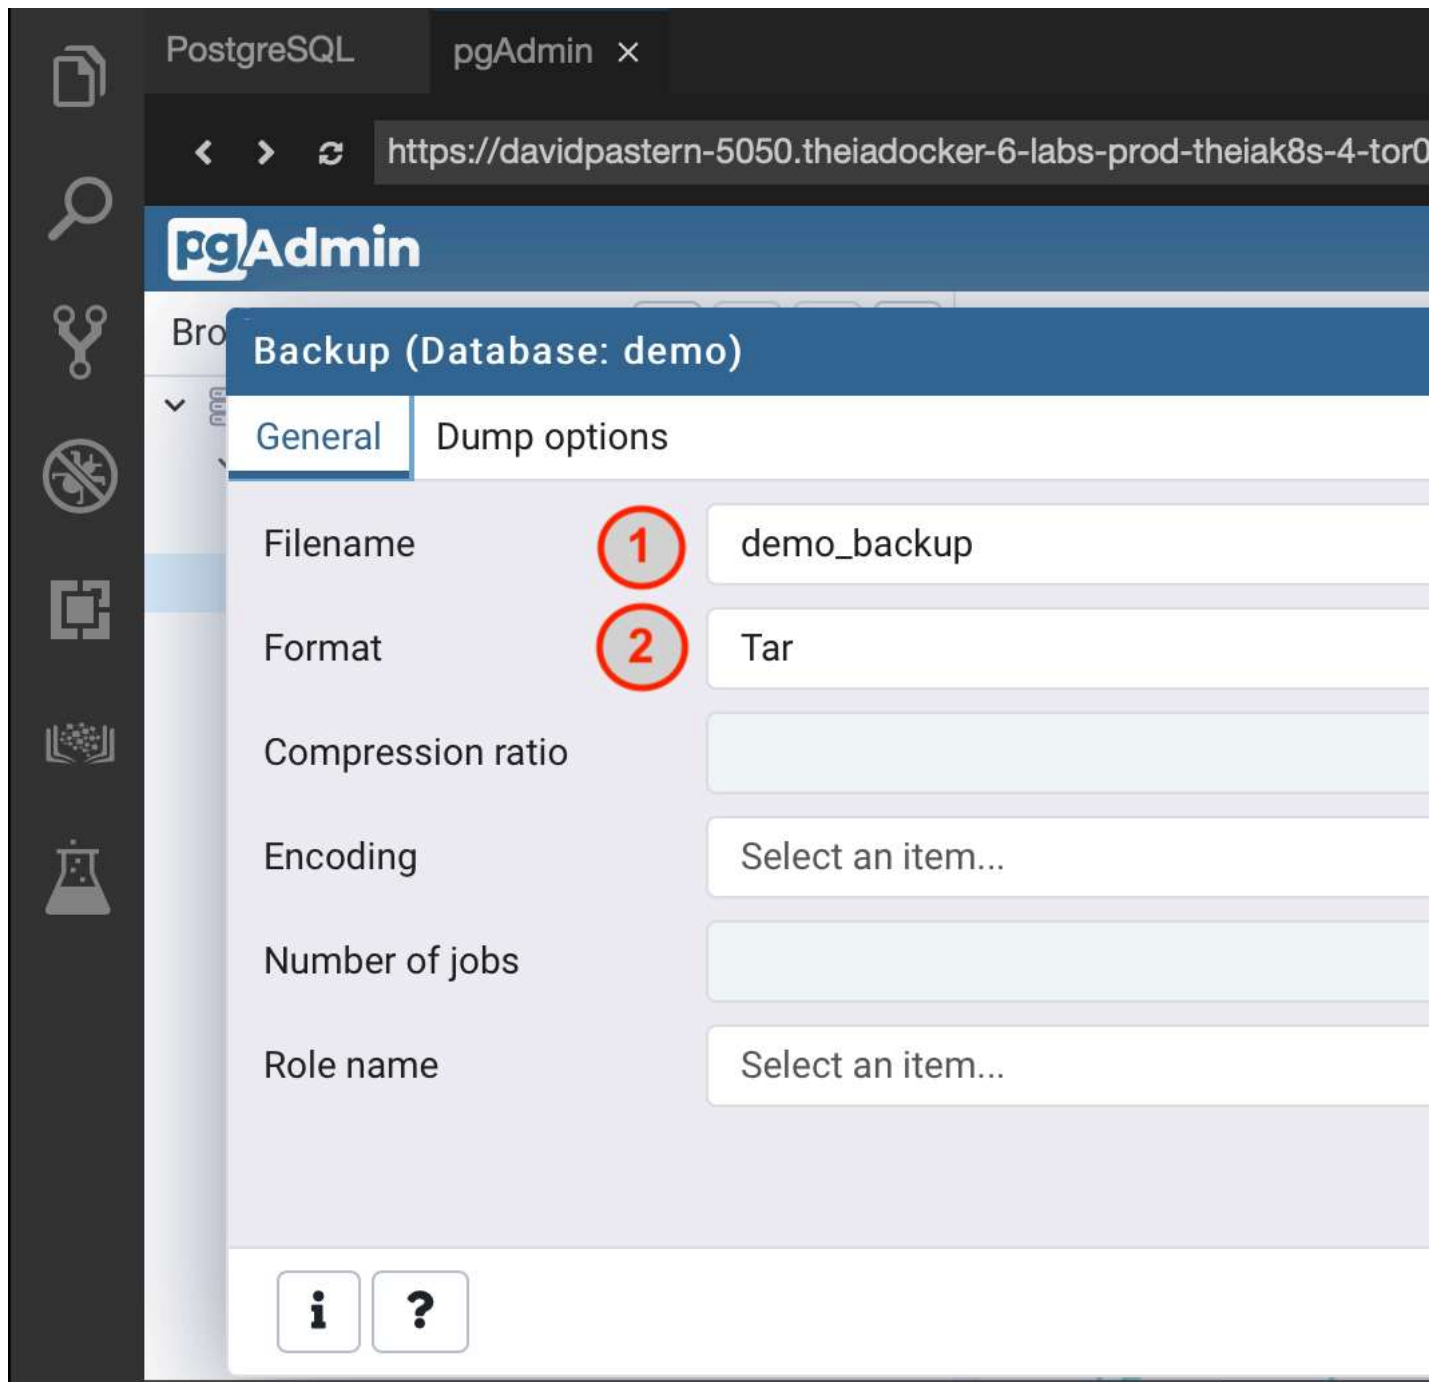 PostgreSQL pgAdmin ×
https://davidpastern-5050.theiadocker-6-labs-prod-theiak8s-4-tor0
pgAdmin
Bro
Backup (Database: demo)
General Dump options
Filename 1 demo_backup
Format 2 Tar
Compression ratio
Encoding Select an item...
Number of jobs
Role name Select an item...
i ?